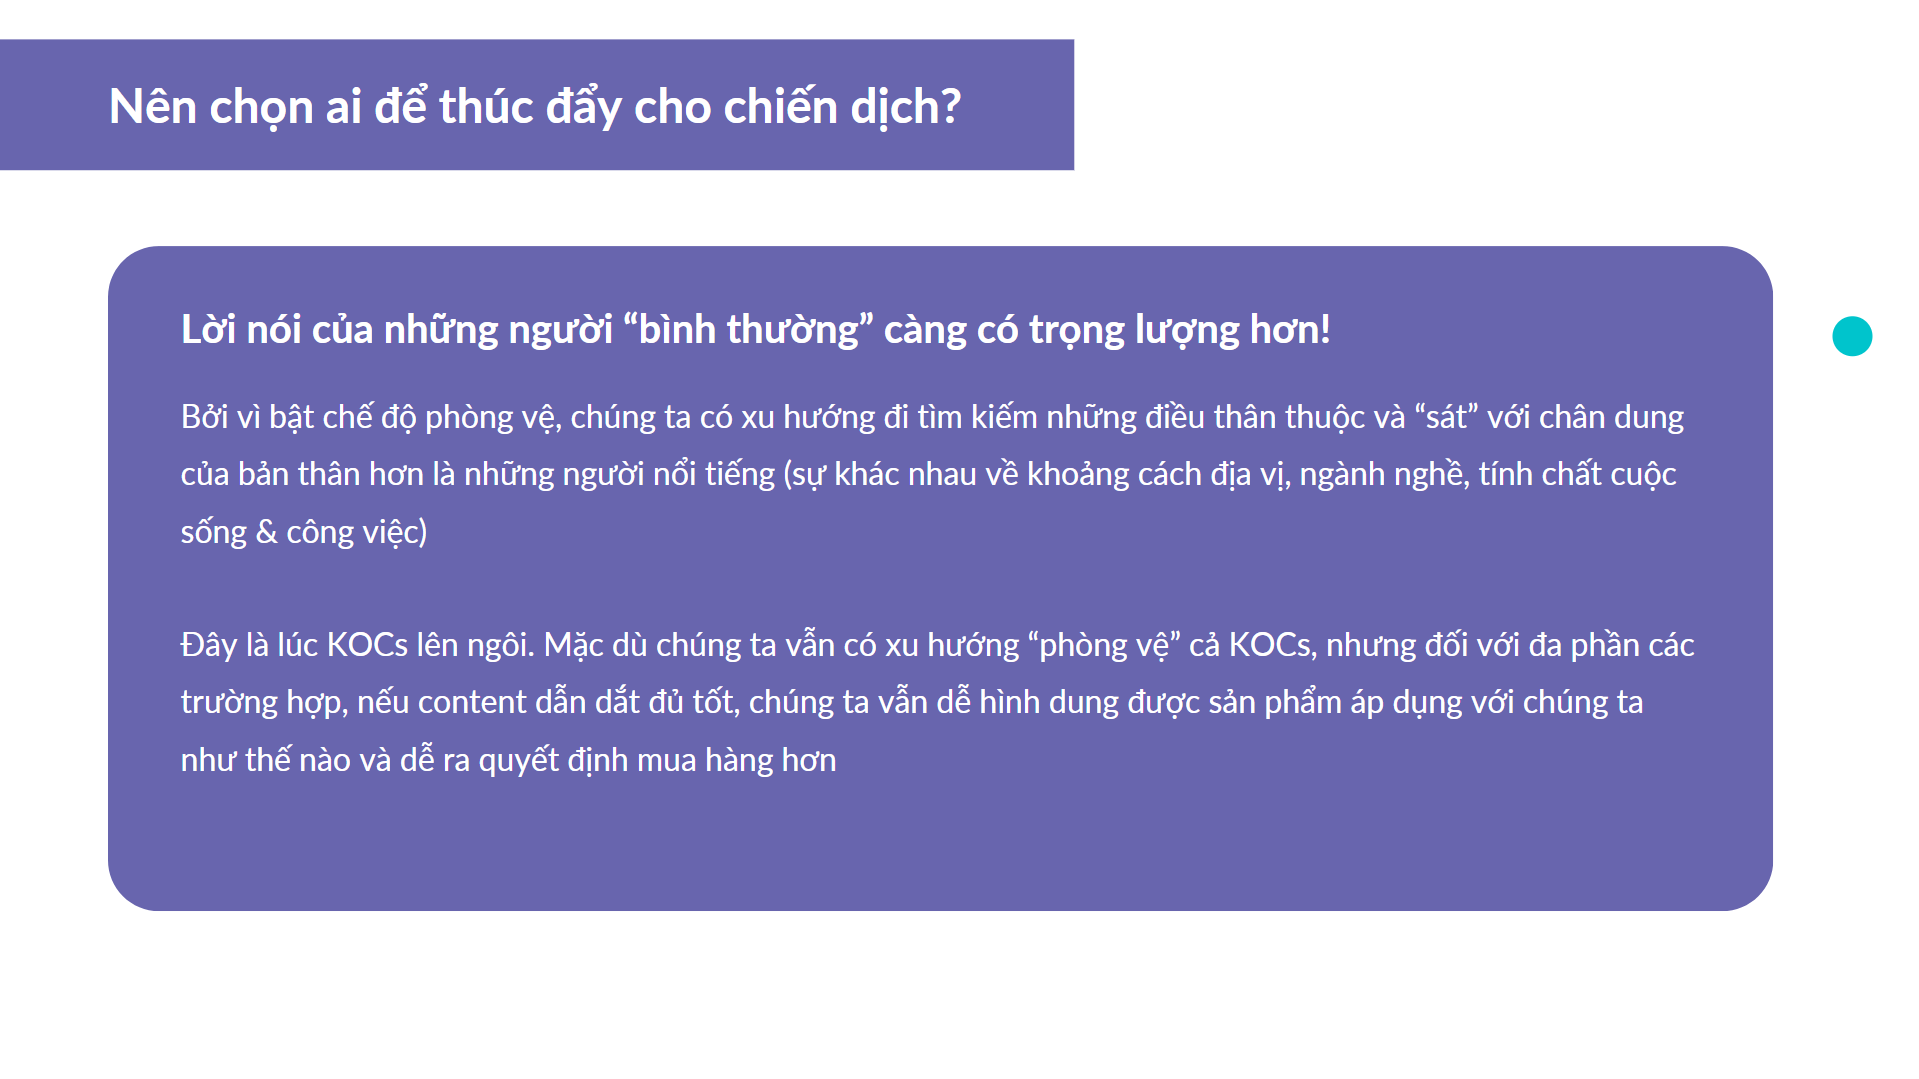 Nên chọn ai để thúc đẩy cho chiến dịch?
Lời nói của những người “bình thường” càng có trọng lượng hơn!
Bởi vì bật chế độ phòng vệ, chúng ta có xu hướng đi tìm kiếm những điều thân thuộc và “sát” với chân dung
của bản thân hơn là những người nổi tiếng (sự khác nhau về khoảng cách địa vị, ngành nghề, tính chất cuộc
sống & công việc)
Đây là lúc KOCs lên ngôi. Mặc dù chúng ta vẫn có xu hướng “phòng vệ” cả KOCs, nhưng đối với đa phần các
trường hợp, nếu content dẫn dắt đủ tốt, chúng ta vẫn dễ hình dung được sản phẩm áp dụng với chúng ta
như thế nào và dễ ra quyết định mua hàng hơn